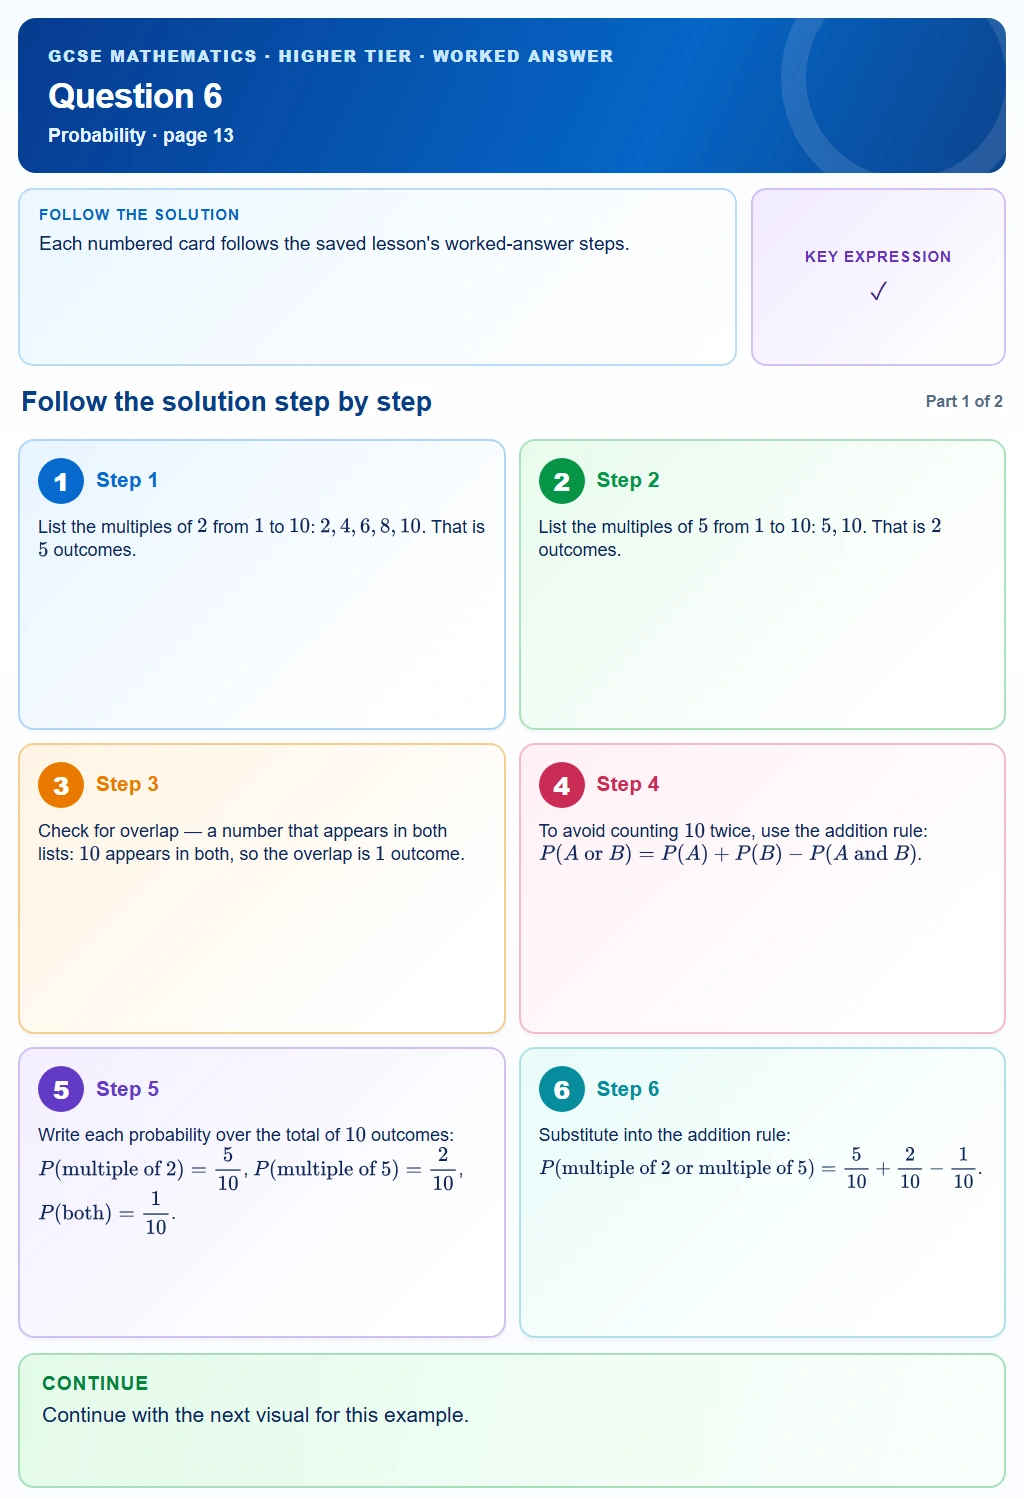 GCSE MATHEMATICS · HIGHER TIER · WORKED ANSWER
Question 6
Probability · page 13
FOLLOW THE SOLUTION
Each numbered card follows the saved lesson's worked-answer steps.
KEY EXPRESSION
✓
Follow the solution step by step
Part 1 of 2
1 Step 1
List the multiples of 2 from 1 to 10: 2, 4, 6, 8, 10. That is
5 outcomes.
2 Step 2
List the multiples of 5 from 1 to 10: 5, 10. That is 2
outcomes.
3 Step 3
Check for overlap — a number that appears in both
lists: 10 appears in both, so the overlap is 1 outcome.
4 Step 4
To avoid counting 10 twice, use the addition rule:
P(A or B) = P(A) + P(B) − P(A and B).
5 Step 5
Write each probability over the total of 10 outcomes:
P(multiple of 2) = 5/10, P(multiple of 5) = 2/10,
P(both) = 1/10.
6 Step 6
Substitute into the addition rule:
P(multiple of 2 or multiple of 5) = 5/10 + 2/10 − 1/10.
CONTINUE
Continue with the next visual for this example.